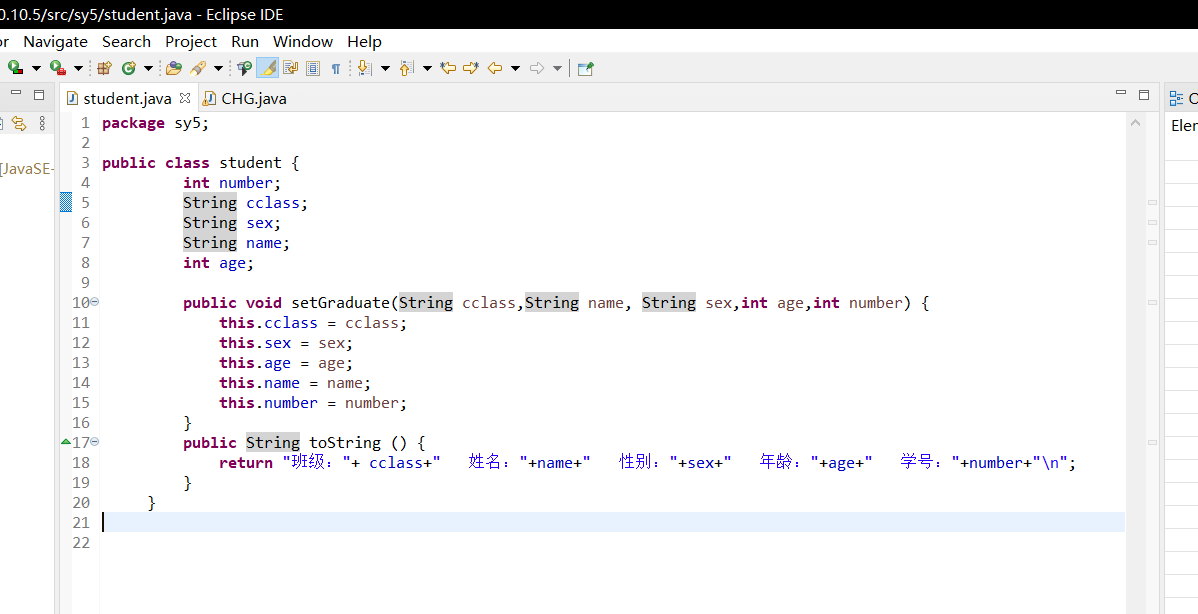 0.10.5/src/sy5/student.java - Eclipse IDE
or Navigate Search Project Run Window Help
student.java CHG.java
[JavaSE-
Eler
1 package sy5;
2
3 public class student {
4 int number;
5 String cclass;
6 String sex;
7 String name;
8 int age;
9
10 public void setGraduate(String cclass,String name, String sex,int age,int number) {
11 this.cclass = cclass;
12 this.sex = sex;
13 this.age = age;
14 this.name = name;
15 this.number = number;
16 }
17 public String toString () {
18 return "班级："+ cclass+" 姓名："+name+" 性别："+sex+" 年龄："+age+" 学号："+number+"\n";
19 }
20 }
21
22